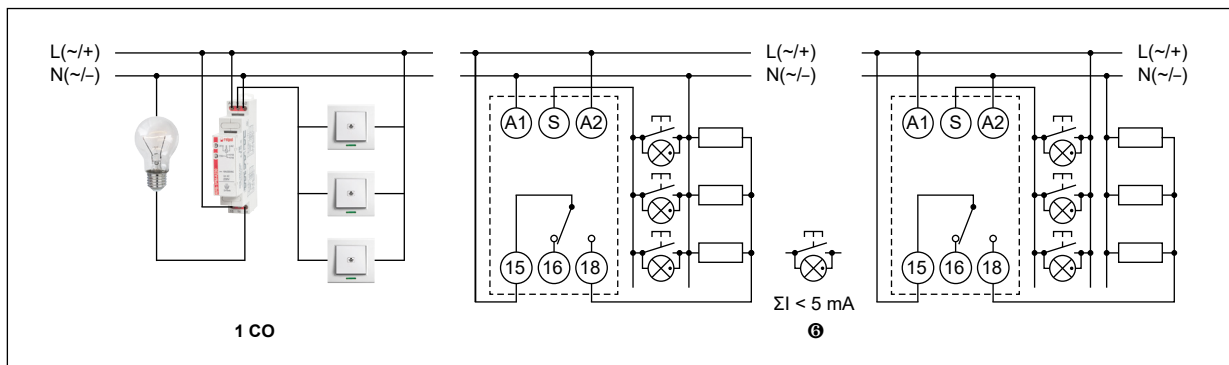 L(~/+)
N(~/–)
1 CO
L(~/+)
N(~/–)
A1 S A2
15 16 18
ΣI < 5 mA
❻
L(~/+)
N(~/–)
A1 S A2
15 16 18